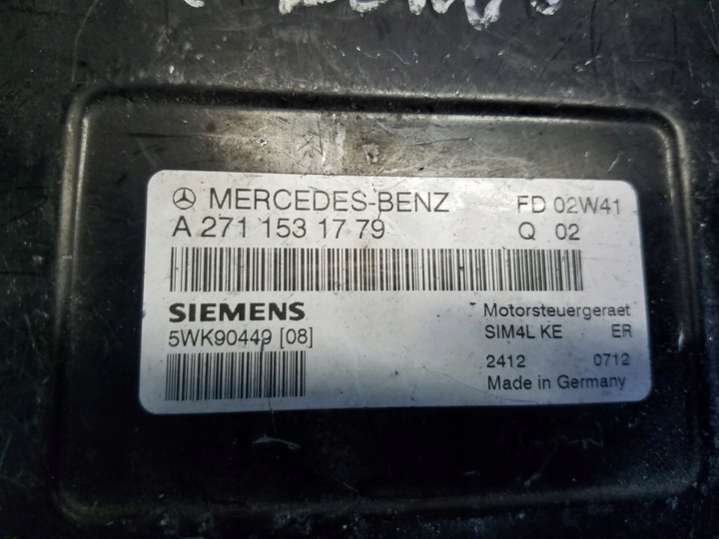 MERCEDES-BENZ FD 02W41
A 271 153 17 79 Q 02
SIEMENS Motorsteuergeraet
5WK90449 [08] SIM4L KE ER
2412 0712
Made in Germany